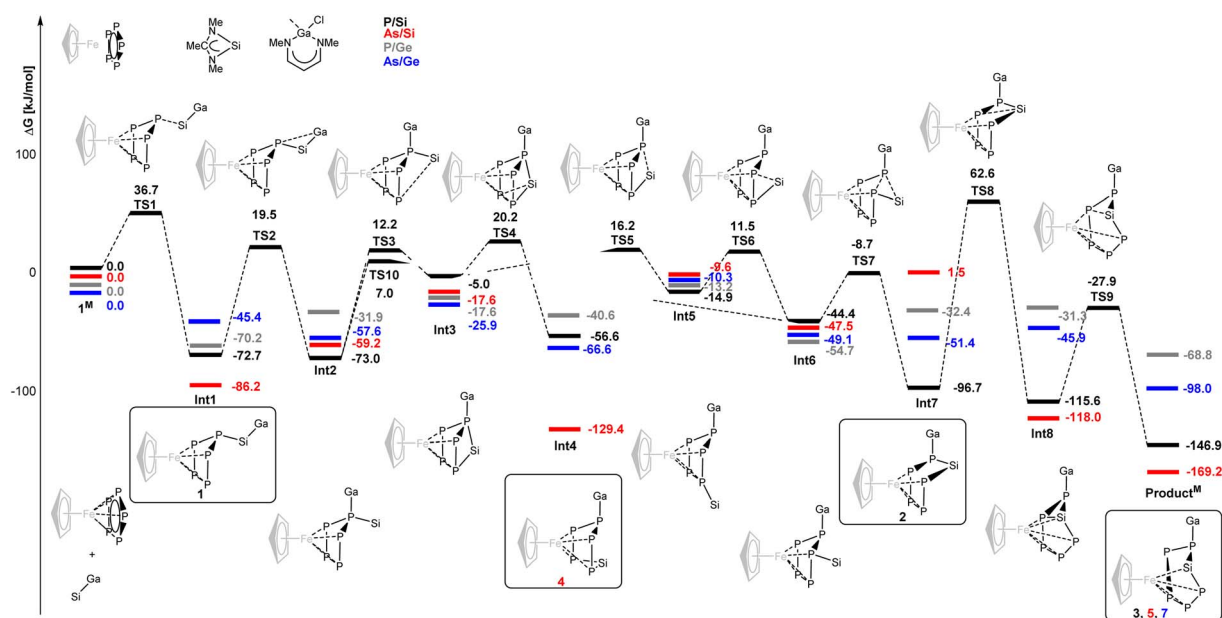 ΔG [kJ/mol]
100
0
-100
Fe
P
P
P
P
P
NMe
MeC
Si
N
Me
Cl
Ga
MeN
NMe
P/Si
As/Si
P/Ge
As/Ge
36.7
TS1
19.5
TS2
12.2
TS3
TS10
7.0
20.2
TS4
16.2
TS5
11.5
TS6
-8.7
TS7
62.6
TS8
-27.9
TS9
0.0
0.0
0.0
0.0
1M
-45.4
-70.2
-72.7
-86.2
Int1
-31.9
-57.6
-59.2
-73.0
Int2
-5.0
-17.6
-17.6
-25.9
Int3
-40.6
-56.6
-66.6
-129.4
Int4
-9.6
-10.3
-13.2
-14.9
Int5
-44.4
-47.5
-49.1
-54.7
Int6
1.5
-32.4
-51.4
-96.7
Int7
-31.3
-45.9
-115.6
-118.0
Int8
-68.8
-98.0
-146.9
-169.2
ProductM
+
Si
Ga
1
4
2
3, 5, 7